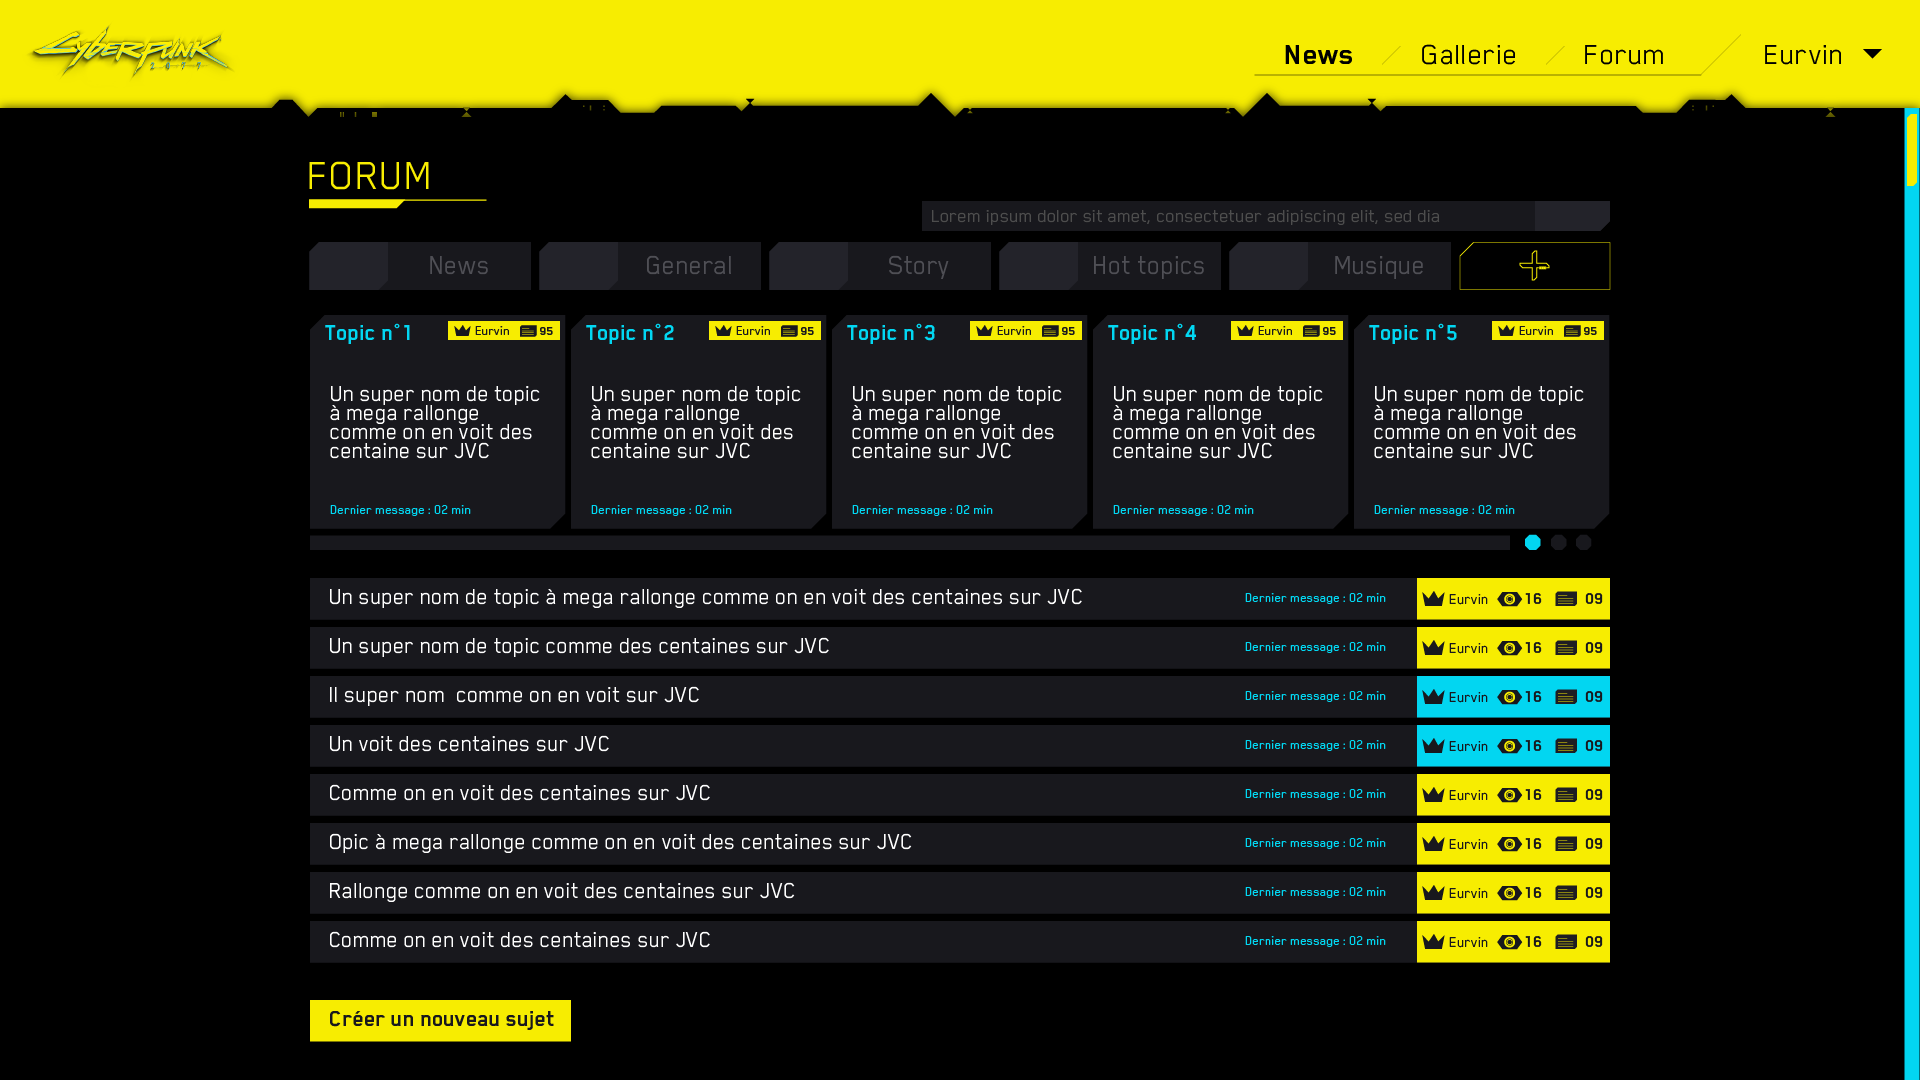 Cyberpunk
2077
News
Gallerie
Forum
Eurvin
FORUM
Lorem ipsum dolor sit amet, consectetuer adipiscing elit, sed dia
News
General
Story
Hot topics
Musique
Topic n°1
Eurvin 95
Un super nom de topic
à mega rallonge
comme on en voit des
centaine sur JVC
Dernier message : 02 min
Topic n°2
Eurvin 95
Un super nom de topic
à mega rallonge
comme on en voit des
centaine sur JVC
Dernier message : 02 min
Topic n°3
Eurvin 95
Un super nom de topic
à mega rallonge
comme on en voit des
centaine sur JVC
Dernier message : 02 min
Topic n°4
Eurvin 95
Un super nom de topic
à mega rallonge
comme on en voit des
centaine sur JVC
Dernier message : 02 min
Topic n°5
Eurvin 95
Un super nom de topic
à mega rallonge
comme on en voit des
centaine sur JVC
Dernier message : 02 min
Un super nom de topic à mega rallonge comme on en voit des centaines sur JVC Dernier message : 02 min Eurvin 16 09
Un super nom de topic comme des centaines sur JVC Dernier message : 02 min Eurvin 16 09
Il super nom comme on en voit sur JVC Dernier message : 02 min Eurvin 16 09
Un voit des centaines sur JVC Dernier message : 02 min Eurvin 16 09
Comme on en voit des centaines sur JVC Dernier message : 02 min Eurvin 16 09
Opic à mega rallonge comme on en voit des centaines sur JVC Dernier message : 02 min Eurvin 16 09
Rallonge comme on en voit des centaines sur JVC Dernier message : 02 min Eurvin 16 09
Comme on en voit des centaines sur JVC Dernier message : 02 min Eurvin 16 09
Créer un nouveau sujet